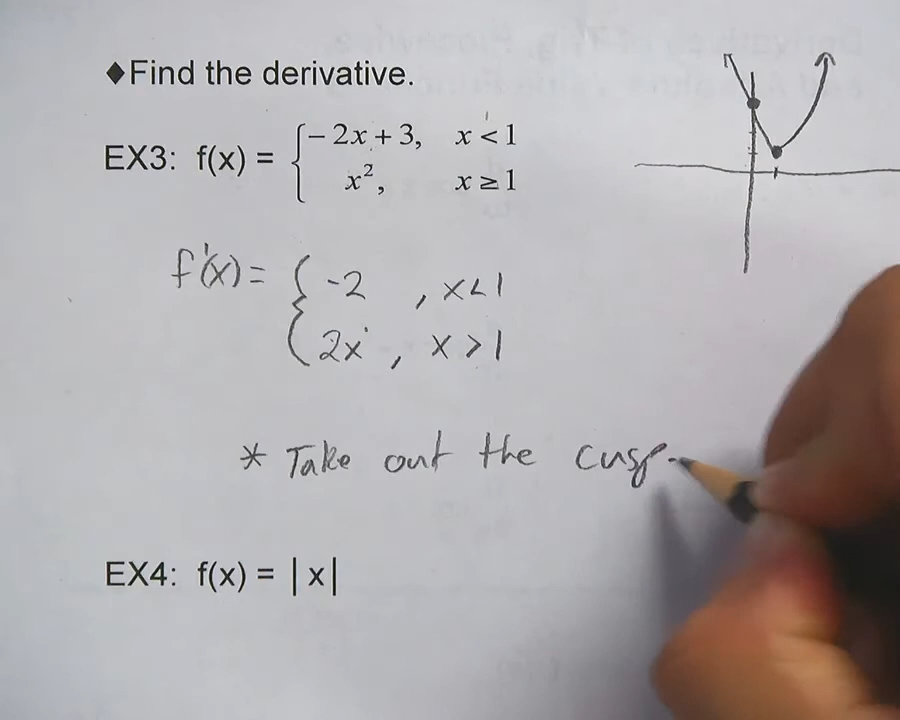 ♦Find the derivative.
EX3: f(x) = { -2x + 3, x < 1
x², x ≥ 1
f'(x) = { -2 , x < 1
2x , x > 1
* Take out the cusp
EX4: f(x) = | x |